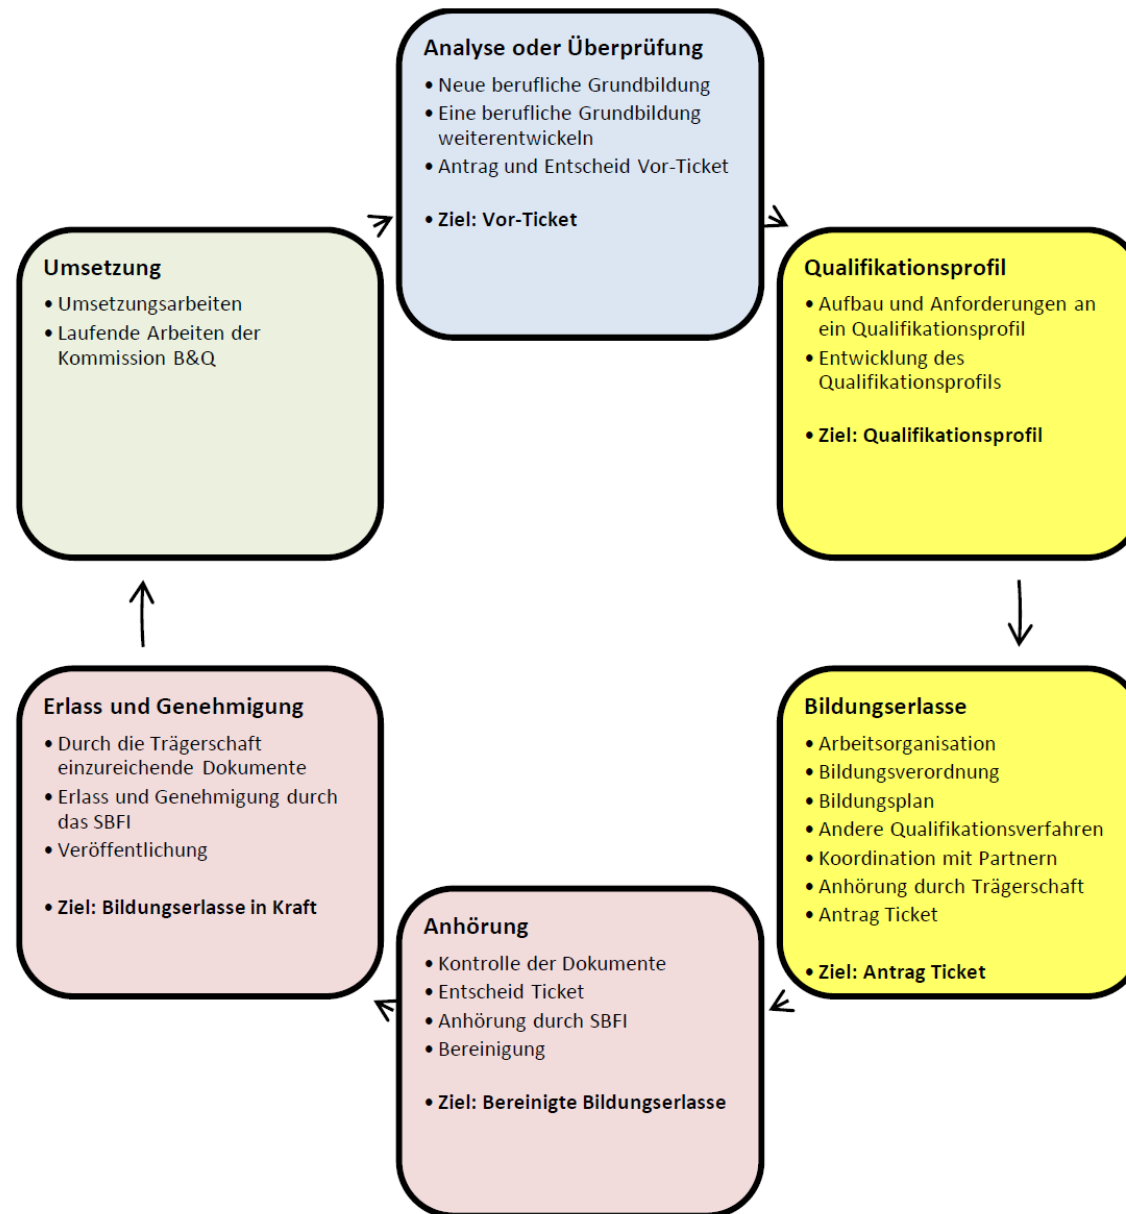 Analyse oder Überprüfung
• Neue berufliche Grundbildung
• Eine berufliche Grundbildung
weiterentwickeln
• Antrag und Entscheid Vor-Ticket
• Ziel: Vor-Ticket
Qualifikationsprofil
• Aufbau und Anforderungen an
ein Qualifikationsprofil
• Entwicklung des
Qualifikationsprofils
• Ziel: Qualifikationsprofil
Bildungserlasse
• Arbeitsorganisation
• Bildungsverordnung
• Bildungsplan
• Andere Qualifikationsverfahren
• Koordination mit Partnern
• Anhörung durch Trägerschaft
• Antrag Ticket
• Ziel: Antrag Ticket
Anhörung
• Kontrolle der Dokumente
• Entscheid Ticket
• Anhörung durch SBFI
• Bereinigung
• Ziel: Bereinigte Bildungserlasse
Erlass und Genehmigung
• Durch die Trägerschaft
einzureichende Dokumente
• Erlass und Genehmigung durch
das SBFI
• Veröffentlichung
• Ziel: Bildungserlasse in Kraft
Umsetzung
• Umsetzungsarbeiten
• Laufende Arbeiten der
Kommission B&Q